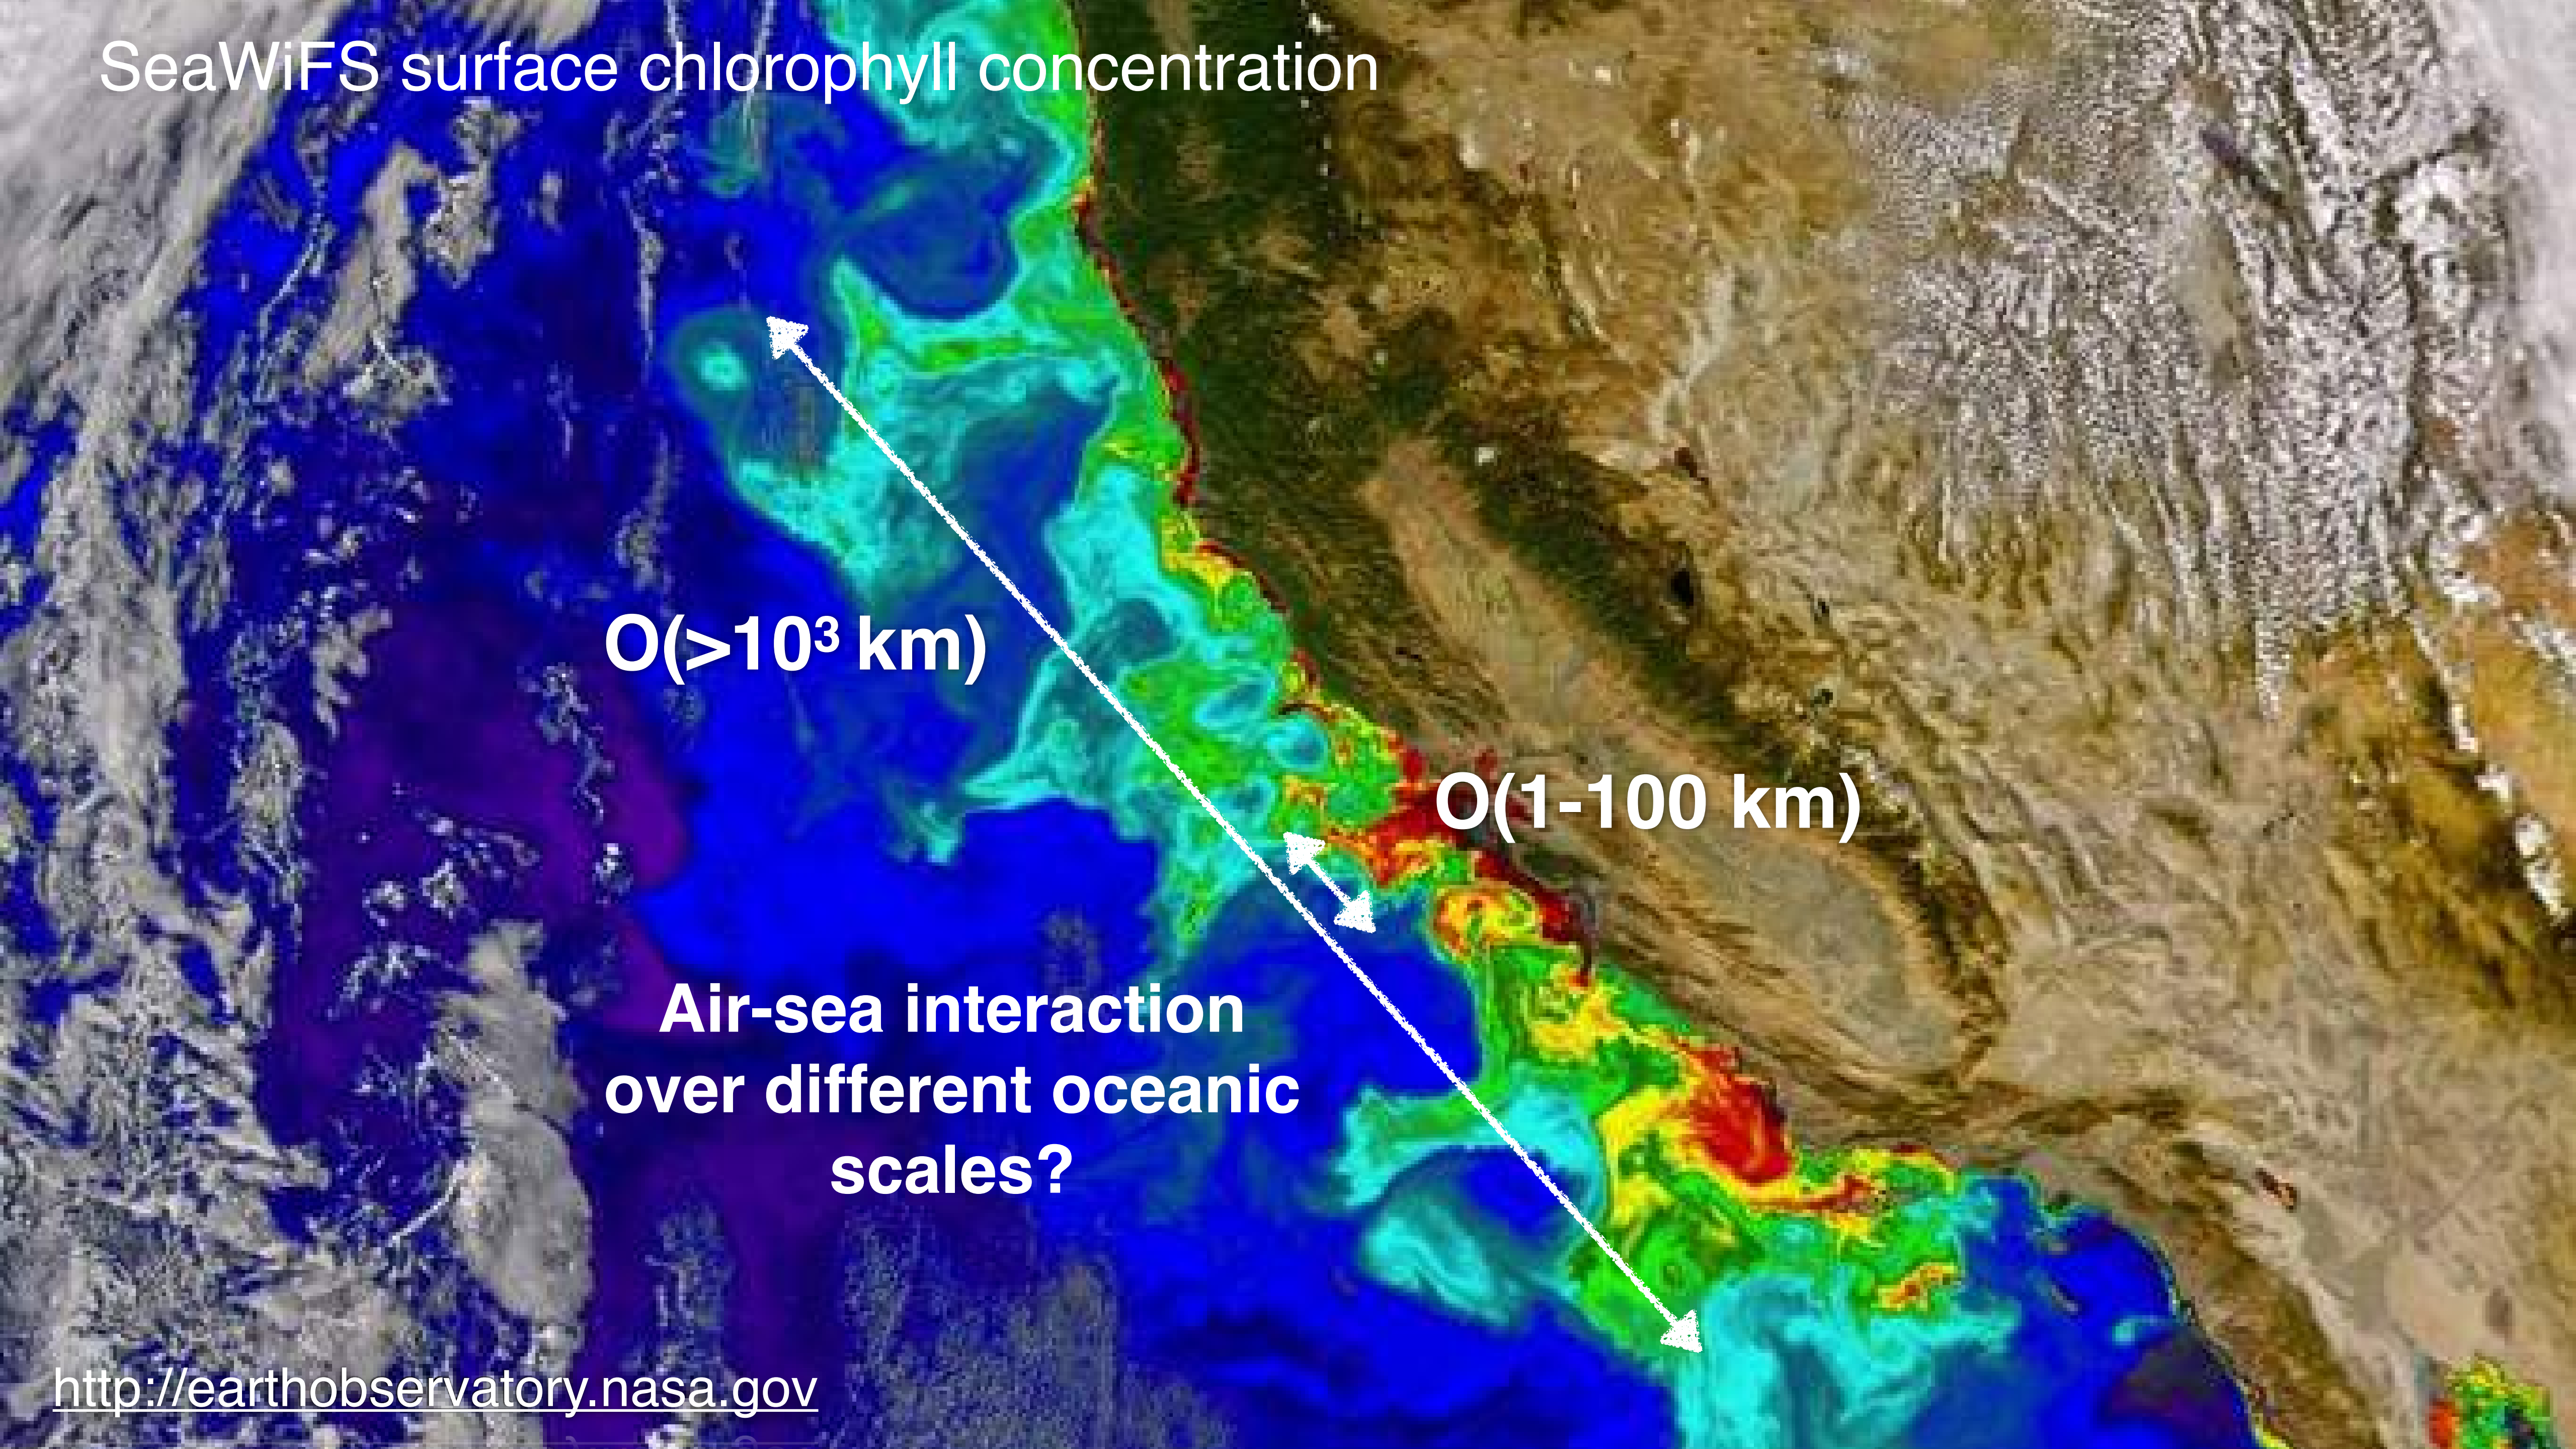 SeaWiFS surface chlorophyll concentration
O(>10³ km)
O(1-100 km)
Air-sea interaction
over different oceanic
scales?
http://earthobservatory.nasa.gov